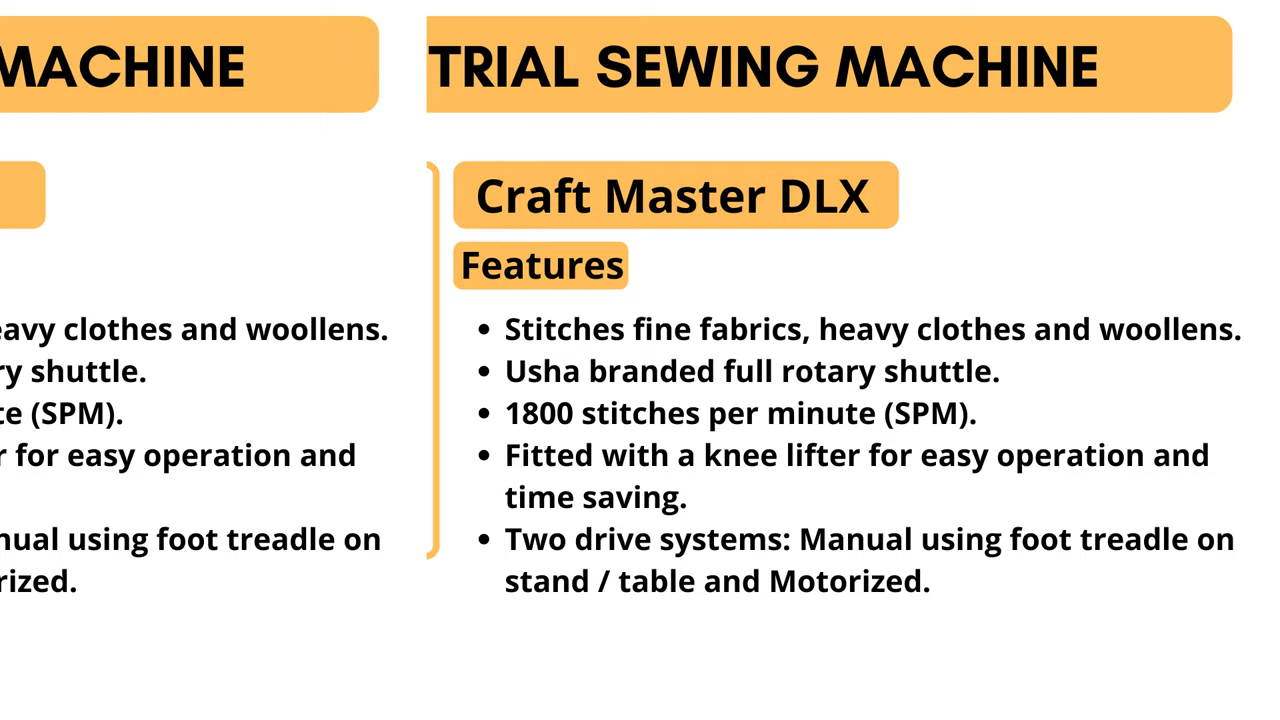 MACHINE
TRIAL SEWING MACHINE
Craft Master DLX
Features
eavy clothes and woollens.
ry shuttle.
te (SPM).
r for easy operation and
nual using foot treadle on
rized.
• Stitches fine fabrics, heavy clothes and woollens.
• Usha branded full rotary shuttle.
• 1800 stitches per minute (SPM).
• Fitted with a knee lifter for easy operation and
time saving.
• Two drive systems: Manual using foot treadle on
stand / table and Motorized.